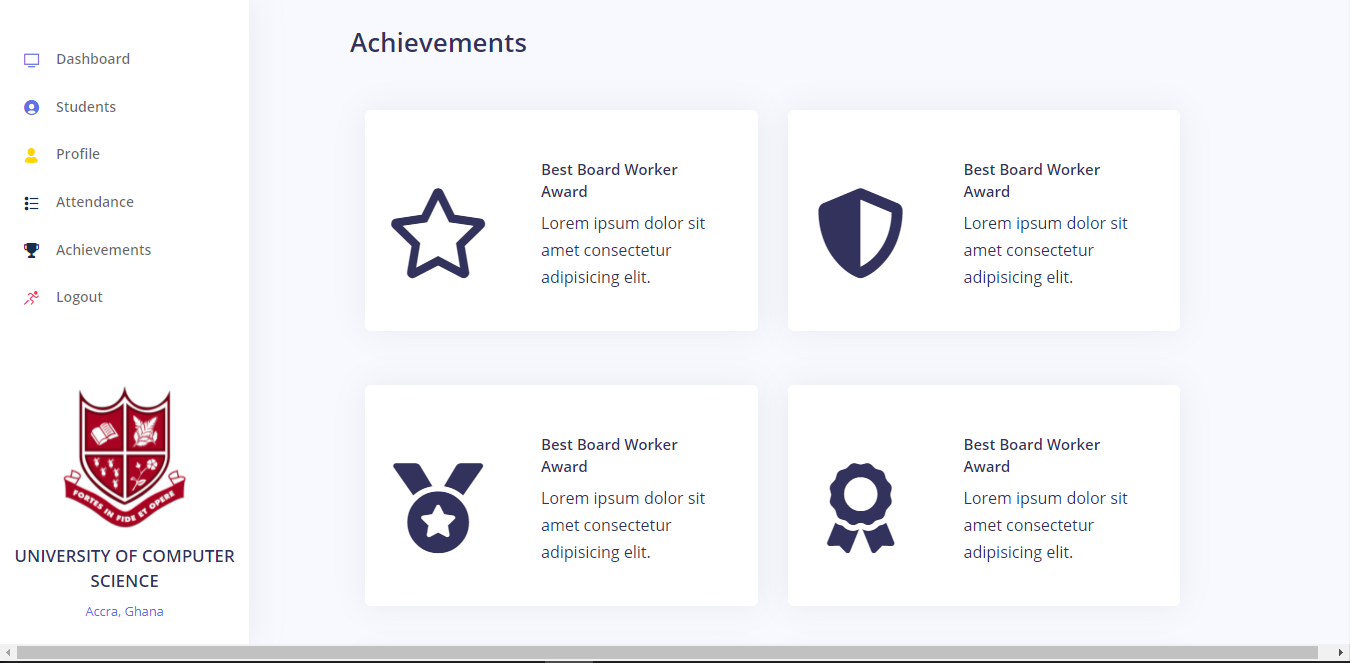 Dashboard
Students
Profile
Attendance
Achievements
Logout
FORTES IN FIDE ET OPERE
UNIVERSITY OF COMPUTER
SCIENCE
Accra, Ghana
Achievements
Best Board Worker
Award
Lorem ipsum dolor sit
amet consectetur
adipisicing elit.
Best Board Worker
Award
Lorem ipsum dolor sit
amet consectetur
adipisicing elit.
Best Board Worker
Award
Lorem ipsum dolor sit
amet consectetur
adipisicing elit.
Best Board Worker
Award
Lorem ipsum dolor sit
amet consectetur
adipisicing elit.